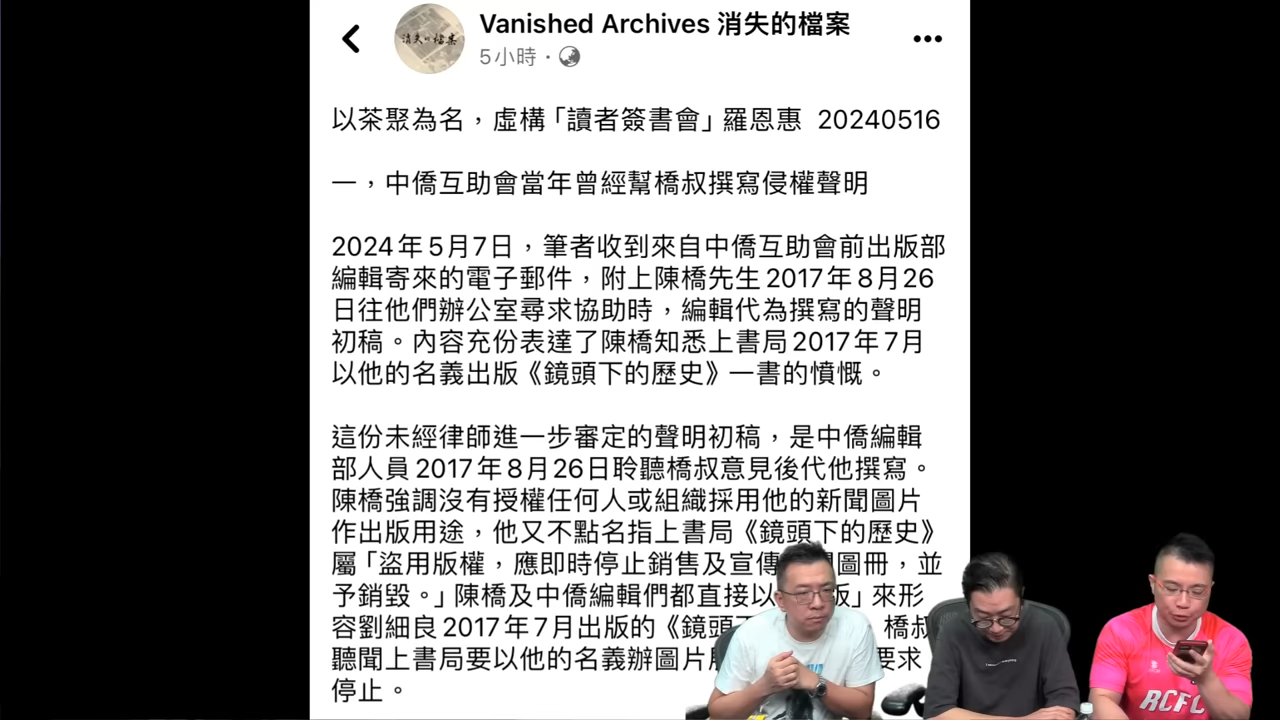 Vanished Archives 消失的檔案
5小時
消失的檔案
以茶聚為名，虛構「讀者簽書會」羅恩惠 20240516
一，中僑互助會當年曾經幫橋叔撰寫侵權聲明
2024年5月7日，筆者收到來自中僑互助會前出版部
編輯寄來的電子郵件，附上陳橋先生2017年8月26
日往他們辦公室尋求協助時，編輯代為撰寫的聲明
初稿。內容充份表達了陳橋知悉上書局2017年7月
以他的名義出版《鏡頭下的歷史》一書的憤慨。
這份未經律師進一步審定的聲明初稿，是中僑編輯
部人員2017年8月26日聆聽橋叔意見後代他撰寫。
陳橋強調沒有授權任何人或組織採用他的新聞圖片
作出版用途，他又不點名指上書局《鏡頭下的歷史》
屬「盜用版權，應即時停止銷售及宣傳 圖冊，並
予銷毀。」陳橋及中僑編輯們都直接以 版」來形
容劉細良2017年7月出版的《鏡頭 橋叔
聽聞上書局要以他的名義辦圖片 要求
停止。
RCFC